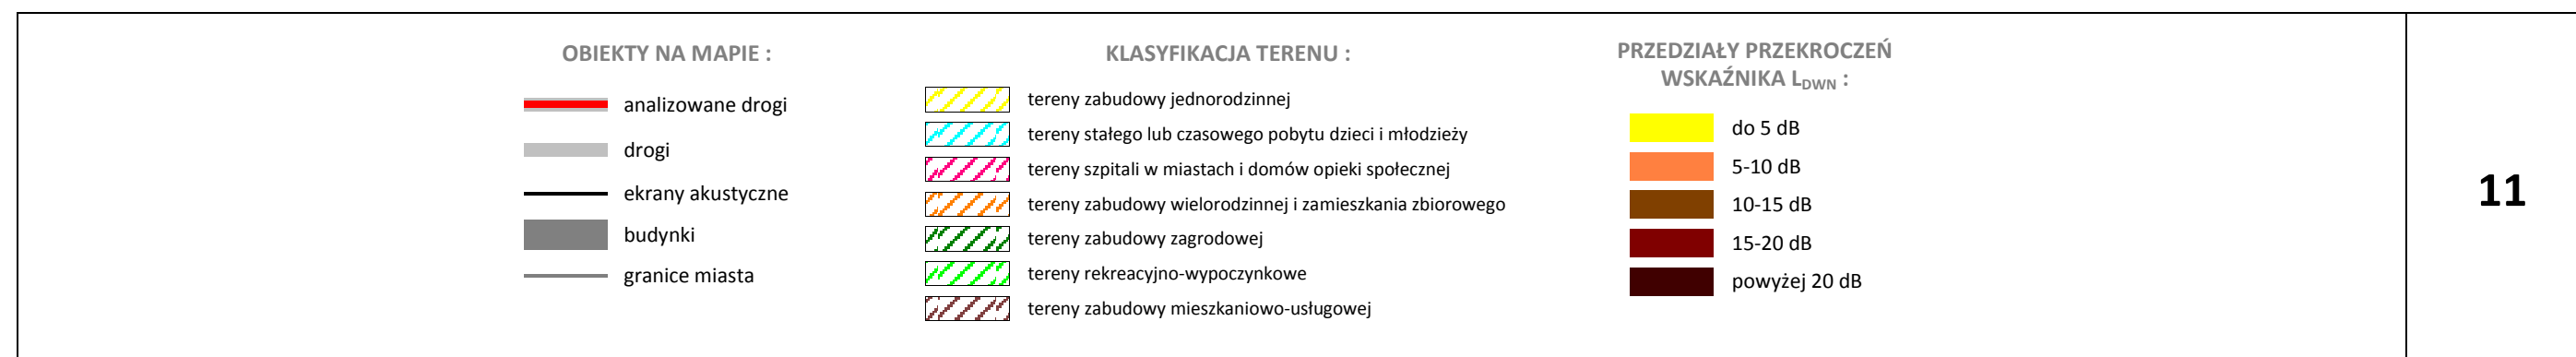 OBIEKTY NA MAPIE :
analizowane drogi
drogi
ekrany akustyczne
budynki
granice miasta
KLASYFIKACJA TERENU :
tereny zabudowy jednorodzinnej
tereny stałego lub czasowego pobytu dzieci i młodzieży
tereny szpitali w miastach i domów opieki społecznej
tereny zabudowy wielorodzinnej i zamieszkania zbiorowego
tereny zabudowy zagrodowej
tereny rekreacyjno-wypoczynkowe
tereny zabudowy mieszkaniowo-usługowej
PRZEDZIAŁY PRZEKROCZEŃ
WSKAŹNIKA L_DWN :
do 5 dB
5-10 dB
10-15 dB
15-20 dB
powyżej 20 dB
11